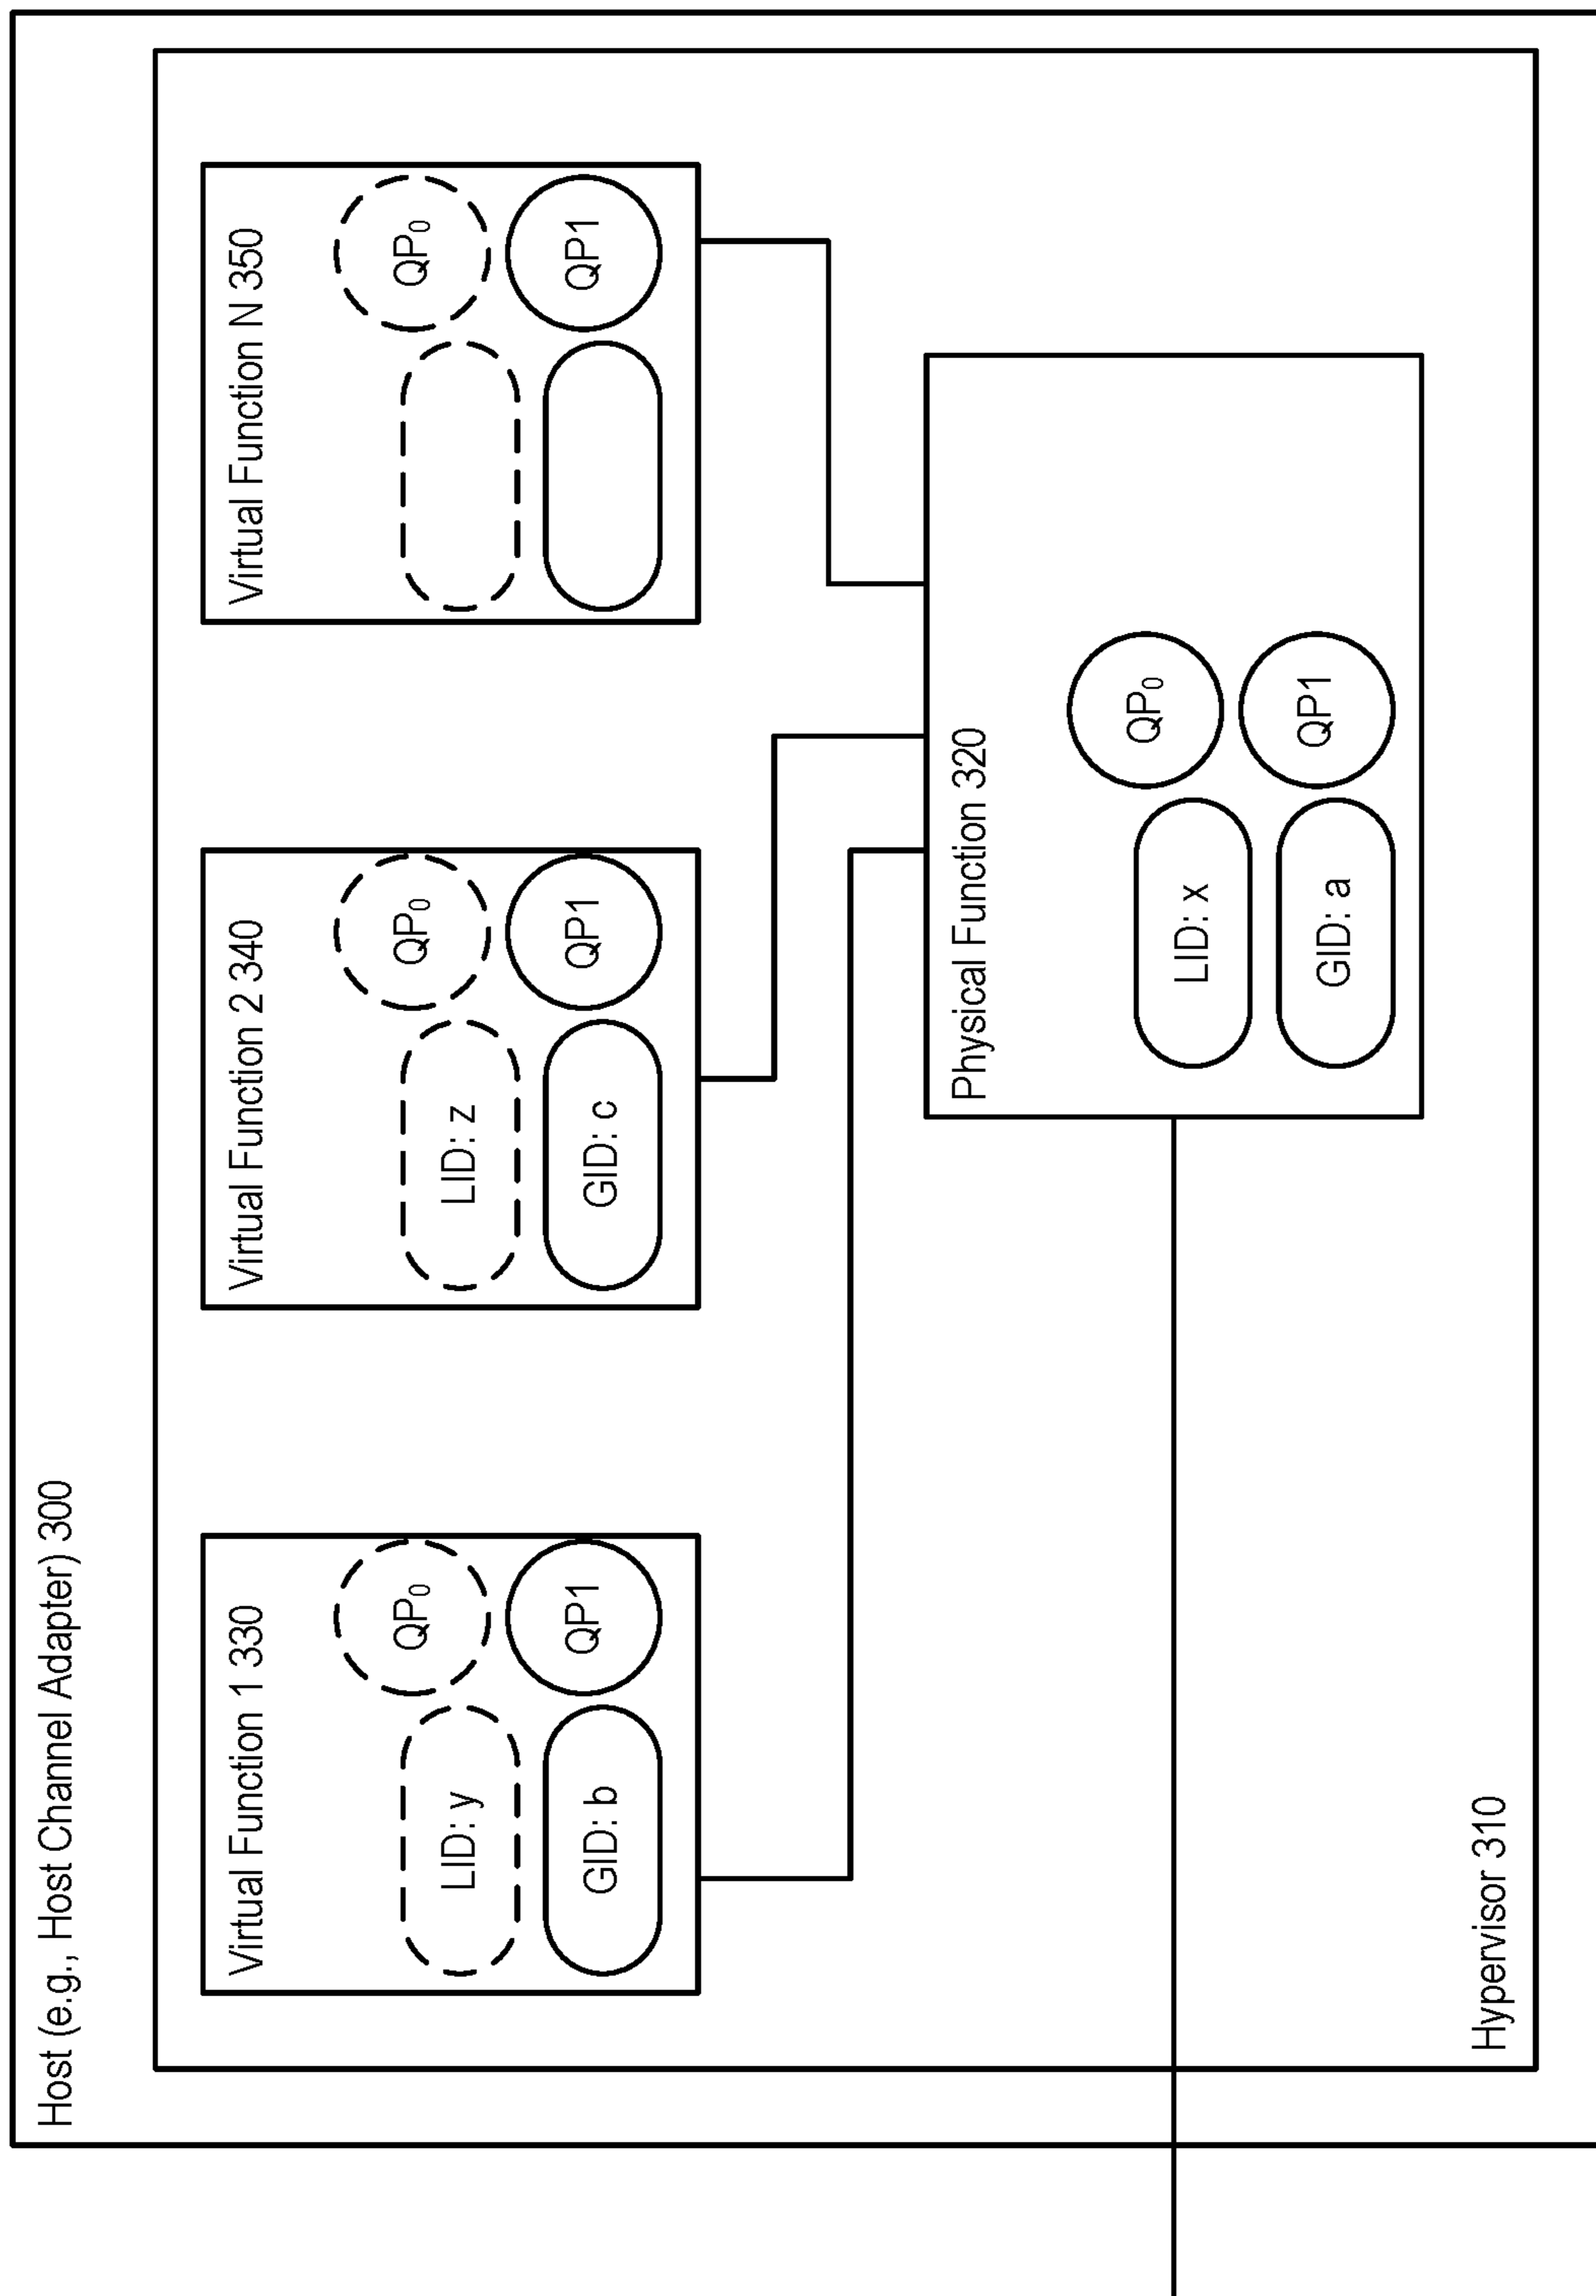 Host (e.g., Host Channel Adapter) 300
Virtual Function 1 330
LID: y
QP₀
GID: b
QP1
Virtual Function 2 340
LID: z
QP₀
GID: c
QP1
Virtual Function N 350
QP₀
QP1
Physical Function 320
LID: x
QP₀
GID: a
QP1
Hypervisor 310